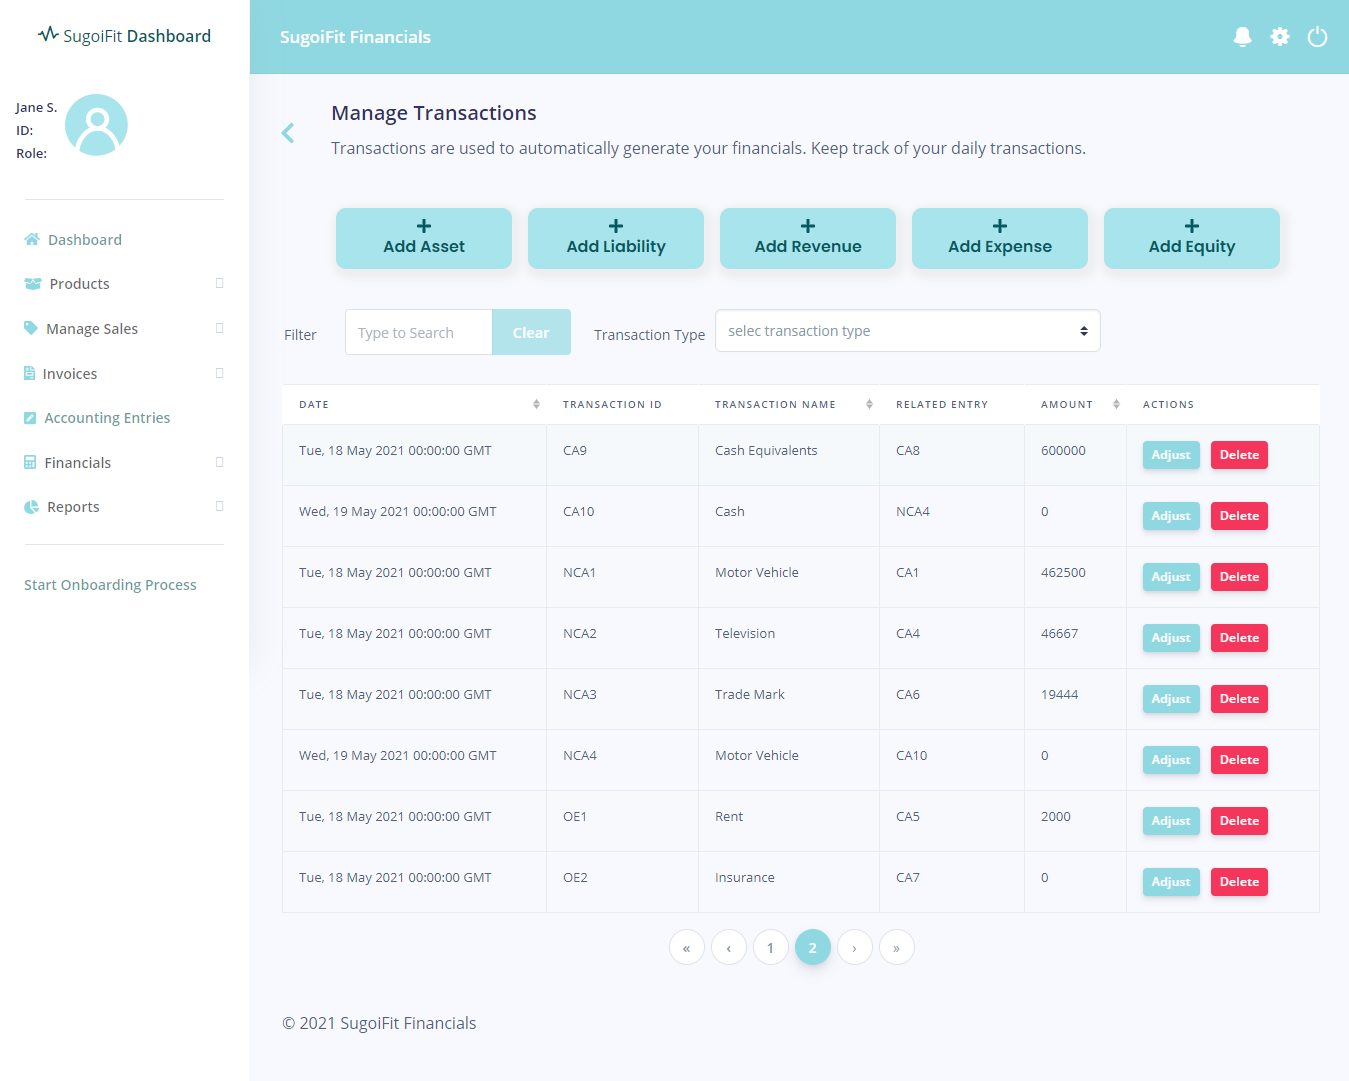 SugoiFit Dashboard
SugoiFit Financials
Jane S.
ID:
Role:
Dashboard
Products
Manage Sales
Invoices
Accounting Entries
Financials
Reports
Start Onboarding Process
Manage Transactions
Transactions are used to automatically generate your financials. Keep track of your daily transactions.
Add Asset
Add Liability
Add Revenue
Add Expense
Add Equity
Filter
Type to Search
Clear
Transaction Type
selec transaction type
DATE TRANSACTION ID TRANSACTION NAME RELATED ENTRY AMOUNT ACTIONS
Tue, 18 May 2021 00:00:00 GMT CA9 Cash Equivalents CA8 600000 Adjust Delete
Wed, 19 May 2021 00:00:00 GMT CA10 Cash NCA4 0 Adjust Delete
Tue, 18 May 2021 00:00:00 GMT NCA1 Motor Vehicle CA1 462500 Adjust Delete
Tue, 18 May 2021 00:00:00 GMT NCA2 Television CA4 46667 Adjust Delete
Tue, 18 May 2021 00:00:00 GMT NCA3 Trade Mark CA6 19444 Adjust Delete
Wed, 19 May 2021 00:00:00 GMT NCA4 Motor Vehicle CA10 0 Adjust Delete
Tue, 18 May 2021 00:00:00 GMT OE1 Rent CA5 2000 Adjust Delete
Tue, 18 May 2021 00:00:00 GMT OE2 Insurance CA7 0 Adjust Delete
« ‹ 1 2 › »
© 2021 SugoiFit Financials